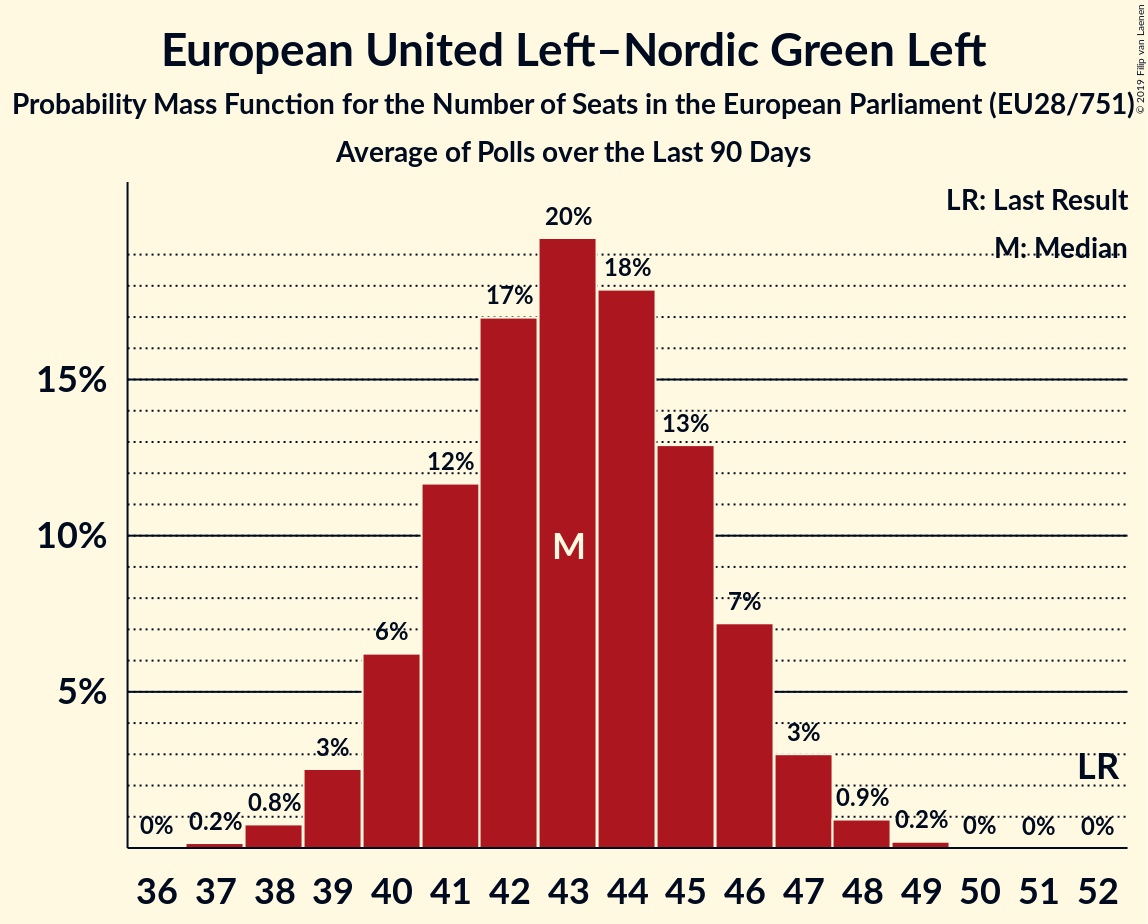 European United Left–Nordic Green Left
Probability Mass Function for the Number of Seats in the European Parliament (EU28/751)
Average of Polls over the Last 90 Days
© 2019 Filip van Laenen
LR: Last Result
M: Median
20%
18%
17%
15%
13%
12%
10%
M
7%
6%
5%
3%
3%
LR
0.8%
0.9%
0%
0.2%
0.2%
0%
0%
0%
36 37 38 39 40 41 42 43 44 45 46 47 48 49 50 51 52